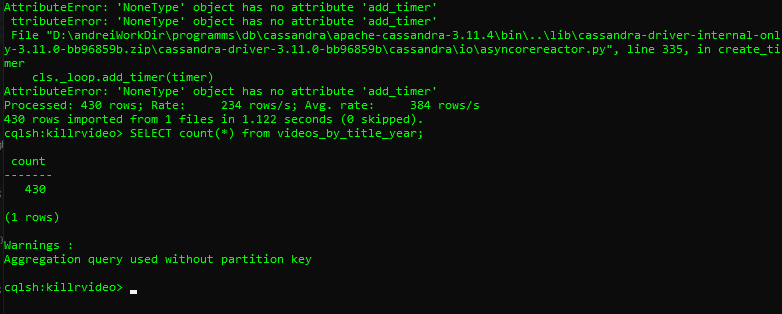 AttributeError: 'NoneType' object has no attribute 'add_timer'
ttributeError: 'NoneType' object has no attribute 'add_timer'
File "D:\andreiWorkDir\programms\db\cassandra\apache-cassandra-3.11.4\bin\..\lib\cassandra-driver-internal-onl
y-3.11.0-bb96859b.zip\cassandra-driver-3.11.0-bb96859b\cassandra\io\asyncorereactor.py", line 335, in create_ti
mer
cls._loop.add_timer(timer)
AttributeError: 'NoneType' object has no attribute 'add_timer'
Processed: 430 rows; Rate:     234 rows/s; Avg. rate:     384 rows/s
430 rows imported from 1 files in 1.122 seconds (0 skipped).
cqlsh:killrvideo> SELECT count(*) from videos_by_title_year;
count
-------
430
(1 rows)
Warnings :
Aggregation query used without partition key
cqlsh:killrvideo>